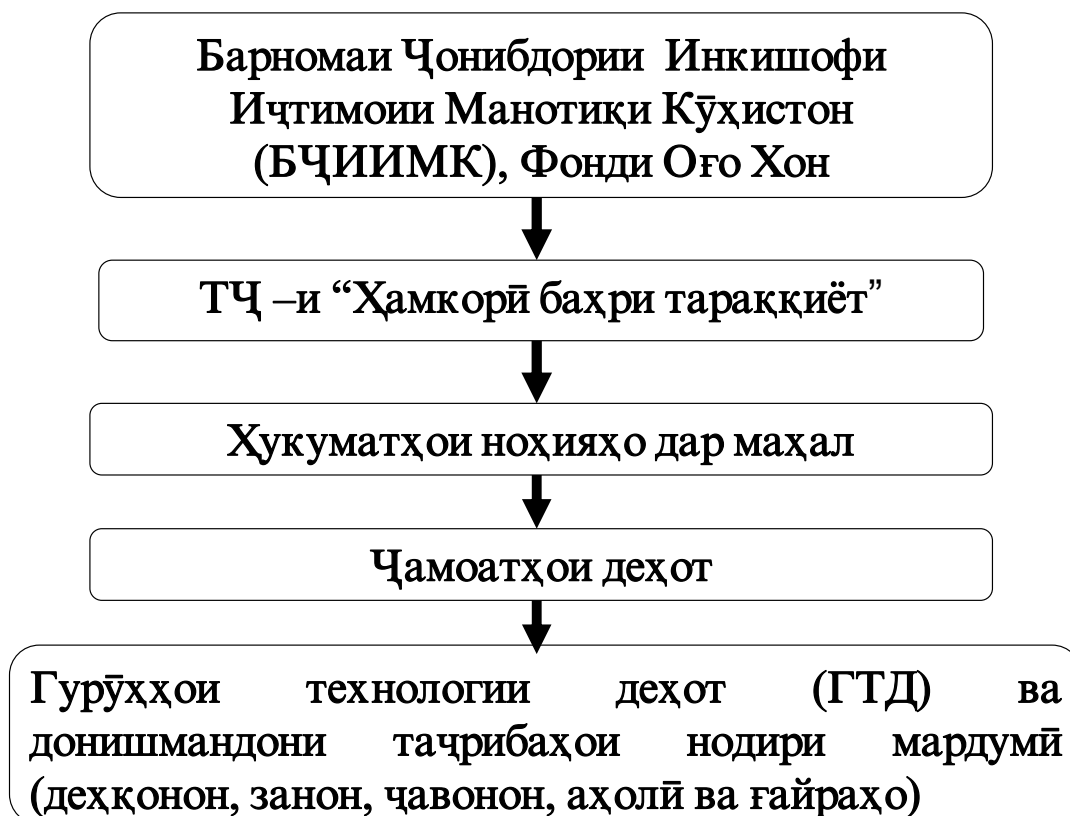 Барномаи Ҷонибдории Инкишофи
Иҷтимоии Манотиқи Кӯҳистон
(БҶИИМК), Фонди Оғо Хон
ТҶ –и “Ҳамкорӣ баҳри тараққиёт”
Ҳукуматҳои ноҳияҳо дар маҳал
Ҷамоатҳои деҳот
Гурӯҳҳои технологии деҳот (ГТД) ва
донишмандони таҷрибаҳои нодири мардумӣ
(деҳқонон, занон, ҷавонон, аҳолӣ ва ғайраҳо)